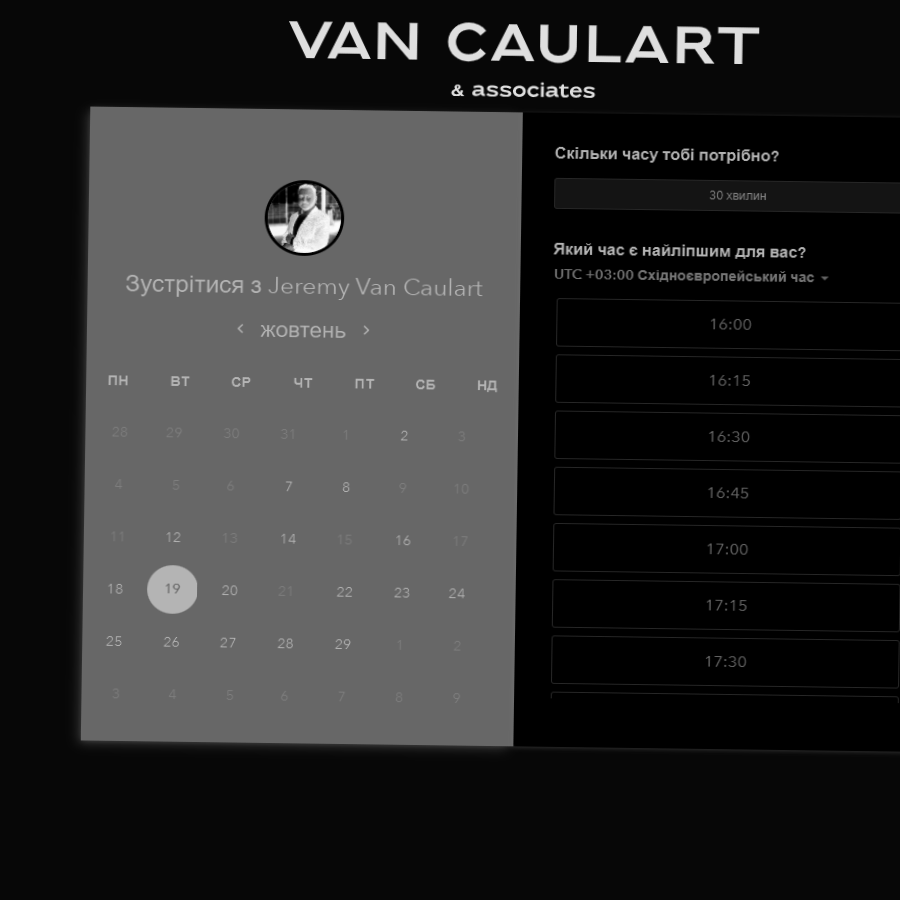 VAN CAULART
& associates
Зустрітися з Jeremy Van Caulart
жовтень
ПН ВТ СР ЧТ ПТ СБ НД
28 29 30 31 1 2 3
4 5 6 7 8 9 10
11 12 13 14 15 16 17
18 19 20 21 22 23 24
25 26 27 28 29 1 2
3 4 5 6 7 8 9
Скільки часу тобі потрібно?
30 хвилин
Який час є найліпшим для вас?
UTC +03:00 Східноєвропейський час
16:00
16:15
16:30
16:45
17:00
17:15
17:30